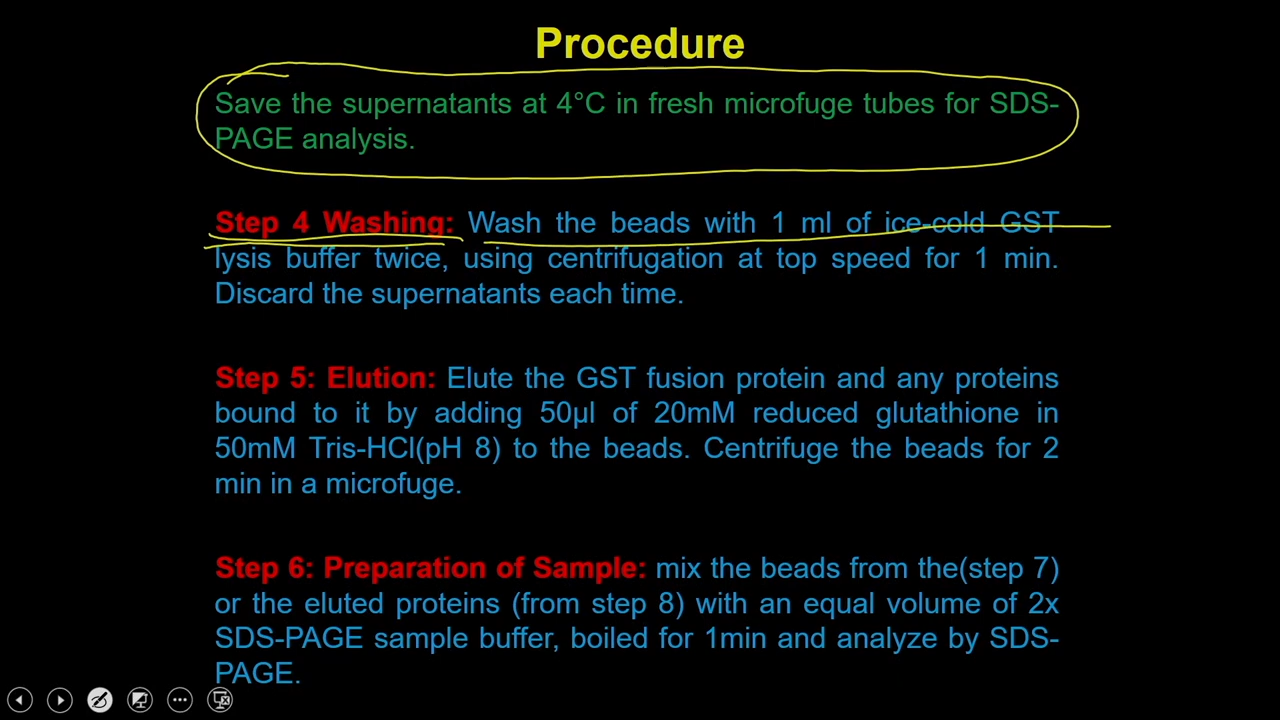 Procedure
Save the supernatants at 4°C in fresh microfuge tubes for SDS-
PAGE analysis.
Step 4 Washing: Wash the beads with 1 ml of ice-cold GST
lysis buffer twice, using centrifugation at top speed for 1 min.
Discard the supernatants each time.
Step 5: Elution: Elute the GST fusion protein and any proteins
bound to it by adding 50µl of 20mM reduced glutathione in
50mM Tris-HCl(pH 8) to the beads. Centrifuge the beads for 2
min in a microfuge.
Step 6: Preparation of Sample: mix the beads from the(step 7)
or the eluted proteins (from step 8) with an equal volume of 2x
SDS-PAGE sample buffer, boiled for 1min and analyze by SDS-
PAGE.